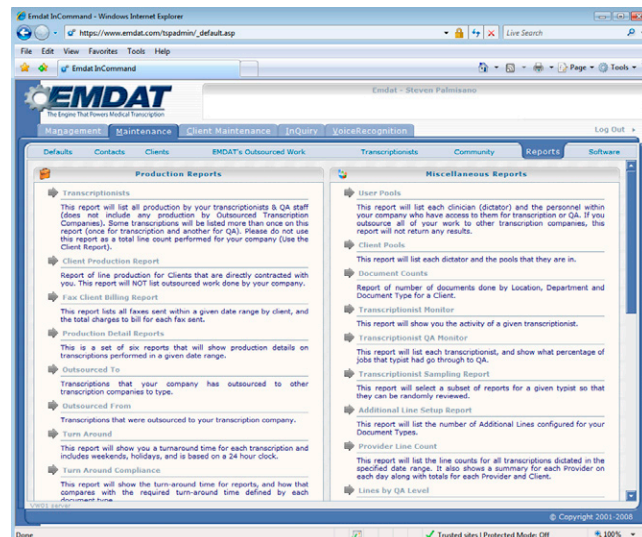 Emdat InCommand - Windows Internet Explorer
https://www.emdat.com/tspadmin/_default.asp
Live Search
File Edit View Favorites Tools Help
Emdat InCommand
Page Tools
EMDAT
The Engine That Powers Medical Transcription
Emdat - Steven Palmisano
Management Maintenance Client Maintenance InQuiry VoiceRecognition Log Out
Defaults Contacts Clients EMDAT's Outsourced Work Transcriptionists Community Reports Software
Production Reports
Transcriptionists
This report will list all production by your transcriptionists & QA staff
(does not include any production by Outsourced Transcription
Companies). Some transcriptions will be listed more than once on this
report (once for transcription and another for QA). Please do not use
this report as a total line count performed for your company (Use the
Client Report).
Client Production Report
Report of line production for Clients that are directly contracted with
you. This report will NOT list outsourced work done by your company.
Fax Client Billing Report
This report lists all faxes sent within a given date range by client, and
the total charges to bill for each fax sent.
Production Detail Reports
This is a set of six reports that will show production details on
transcriptions performed in a given date range.
Outsourced To
Transcriptions that your company has outsourced to other
transcription companies to type.
Outsourced From
Transcriptions that were outsourced to your transcription company.
Turn Around
This report will show you a turnaround time for each transcription and
includes weekends, holidays, and is based on a 24 hour clock.
Turn Around Compliance
This report will show the turn-around time for reports, and how that
compares with the required turn-around time defined by each
document type.
Miscellaneous Reports
User Pools
This report will list each clinician (dictator) and the personnel within
your company who have access to them for transcription or QA. If you
outsource all of your work to other transcription companies, this
report will not return any results.
Client Pools
This report will list each dictator and the pools that they are in.
Document Counts
Report of number of documents done by Location, Department and
Document Type for a Client.
Transcriptionist Monitor
This report will show you the activity of a given transcriptionist.
Transcriptionist QA Monitor
This report will list each transcriptionist, and show what percentage of
jobs that typist had go through to QA.
Transcriptionist Sampling Report
This report will select a subset of reports for a given typist so that
they can be randomly reviewed.
Additional Line Setup Report
This report will list the number of Additional Lines configured for your
Document Types.
Provider Line Count
This report will list the line counts for all transcriptions dictated in the
specified date range. It also shows a summary for each Provider on
each day along with totals for each Provider and Client.
Lines by QA Level
VW01 server
© Copyright 2001-2008
Done
Trusted sites | Protected Mode: Off
100%